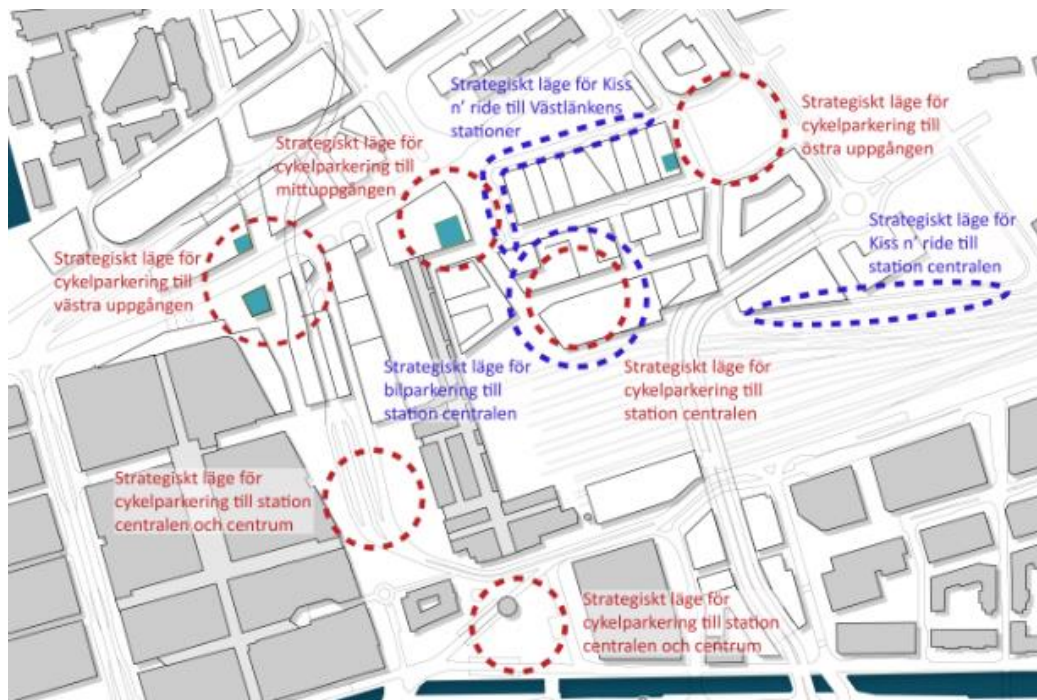 Strategiskt läge för Kiss
n' ride till Västlänkens
stationer
Strategiskt läge för
cykelparkering till
östra uppgången
Strategiskt läge för
cykelparkering till
mittuppgången
Strategiskt läge för
Kiss n' ride till
station centralen
Strategiskt läge för
cykelparkering till
västra uppgången
Strategiskt läge för
bilparkering till
station centralen
Strategiskt läge för
cykelparkering till
station centralen
Strategiskt läge för
cykelparkering till station
centralen och centrum
Strategiskt läge för
cykelparkering till station
centralen och centrum